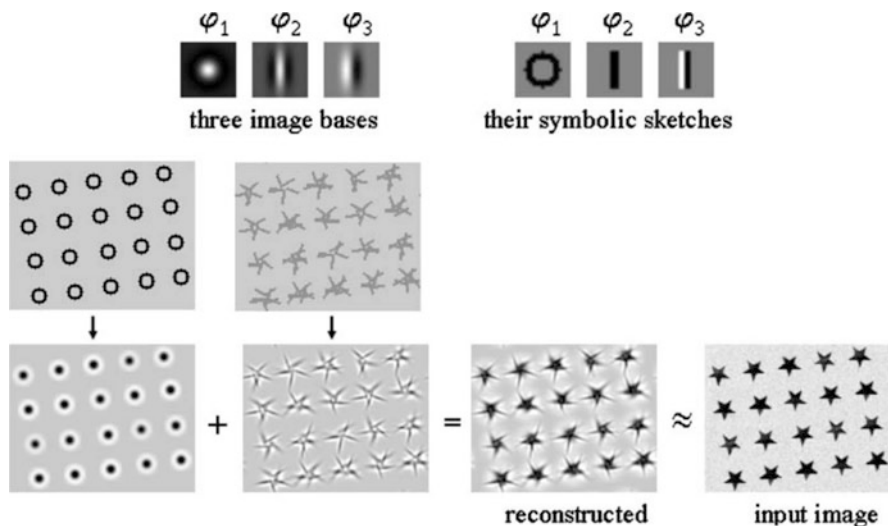 φ1 φ2 φ3 φ1 φ2 φ3
three image bases their symbolic sketches
+ = ≈
reconstructed input image